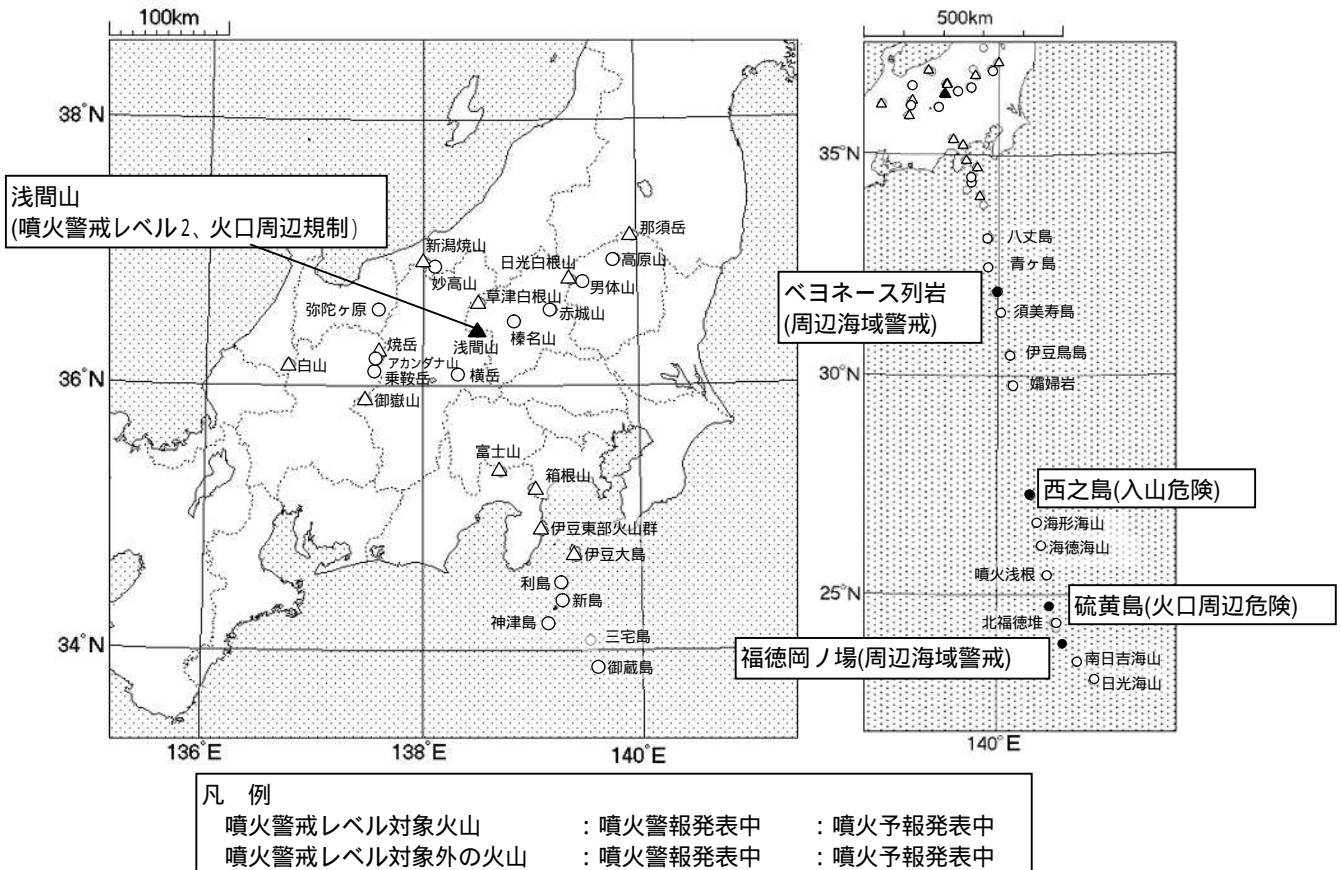 100km
500km
38°N
36°N
34°N
136°E
138°E
140°E
浅間山
(噴火警戒レベル2、火口周辺規制)
那須岳
新潟焼山
妙高山
日光白根山
高原山
男体山
草津白根山
赤城山
弥陀ヶ原
榛名山
浅間山
焼岳
アカンダナ山
乗鞍岳
白山
横岳
御嶽山
富士山
箱根山
伊豆東部火山群
伊豆大島
利島
新島
神津島
三宅島
御蔵島
35°N
30°N
25°N
140°E
八丈島
青ヶ島
ベヨネース列岩
(周辺海域警戒)
須美寿島
伊豆鳥島
孀婦岩
西之島(入山危険)
海形海山
海徳海山
噴火浅根
硫黄島(火口周辺危険)
北福徳堆
福徳岡ノ場(周辺海域警戒)
南日吉海山
日光海山
凡 例
噴火警戒レベル対象火山 :噴火警報発表中 :噴火予報発表中
噴火警戒レベル対象外の火山 :噴火警報発表中 :噴火予報発表中